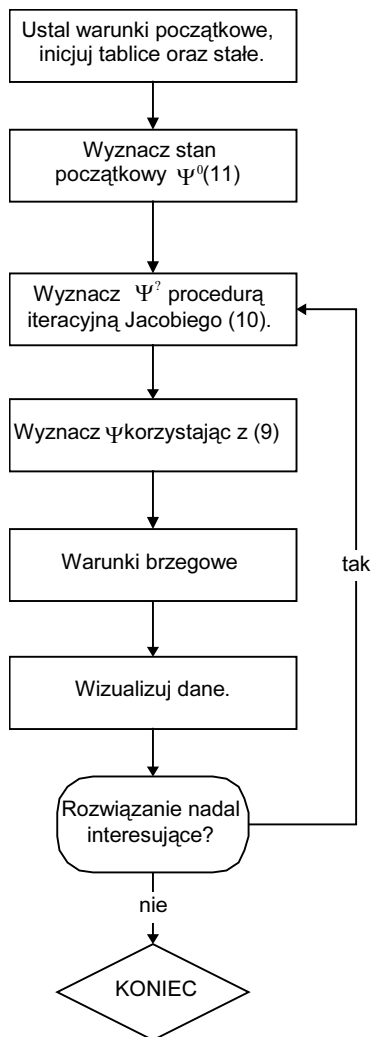 Ustal warunki początkowe,
inicjuj tablice oraz stałe.
Wyznacz stan
początkowy Ψ⁰(11)
Wyznacz Ψ? procedurą
iteracyjną Jacobiego (10).
Wyznacz Ψkorzystając z (9)
Warunki brzegowe
tak
Wizualizuj dane.
Rozwiązanie nadal
interesujące?
nie
KONIEC